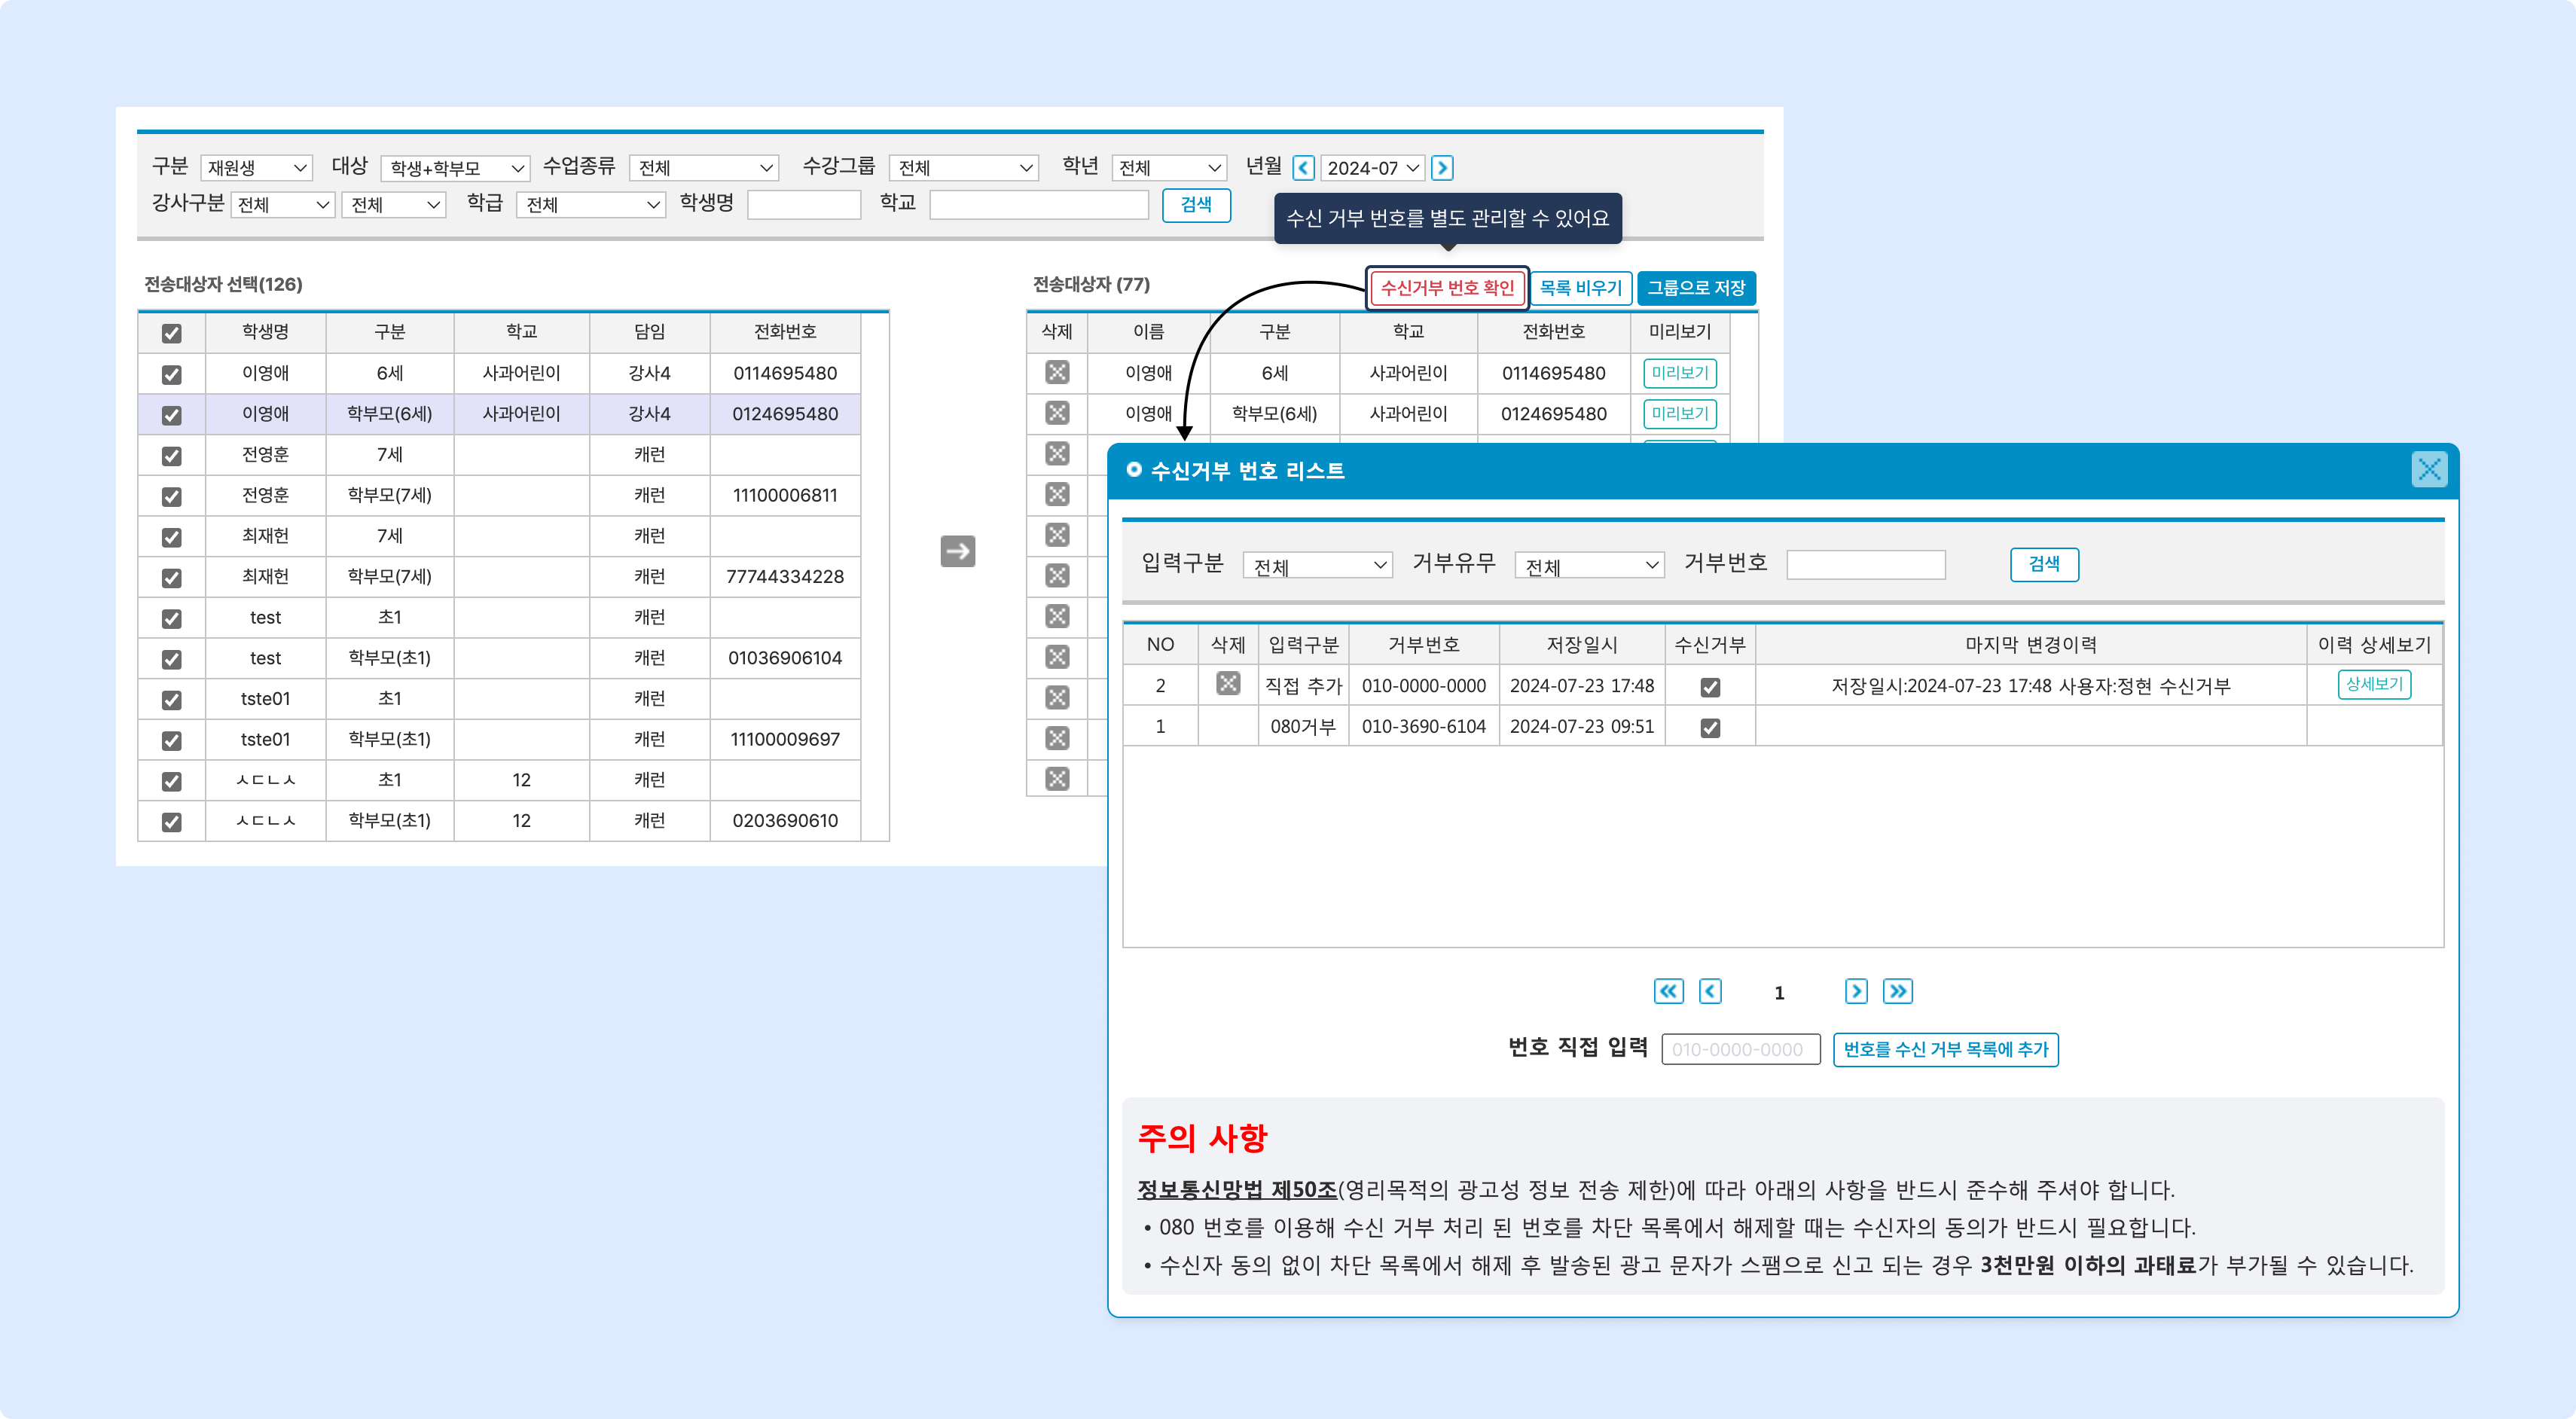 구분 재원생 대상 학생+학부모 수업종류 전체 수강그룹 전체 학년 전체 년월 2024-07
강사구분 전체 전체 학급 전체 학생명 학교 검색
수신 거부 번호를 별도 관리할 수 있어요
전송대상자 선택(126)
학생명 구분 학교 담임 전화번호
이영애 6세 사과어린이 강사4 0114695480
이영애 학부모(6세) 사과어린이 강사4 0124695480
전영훈 7세 캐런
전영훈 학부모(7세) 캐런 11100006811
최재헌 7세 캐런
최재헌 학부모(7세) 캐런 77744334228
test 초1 캐런
test 학부모(초1) 캐런 01036906104
tste01 초1 캐런
tste01 학부모(초1) 캐런 11100009697
ㅅㄷㄴㅅ 초1 12 캐런
ㅅㄷㄴㅅ 학부모(초1) 12 캐런 0203690610
전송대상자 (77) 수신거부 번호 확인 목록 비우기 그룹으로 저장
삭제 이름 구분 학교 전화번호 미리보기
이영애 6세 사과어린이 0114695480 미리보기
이영애 학부모(6세) 사과어린이 0124695480 미리보기
수신거부 번호 리스트
입력구분 전체 거부유무 전체 거부번호 검색
NO 삭제 입력구분 거부번호 저장일시 수신거부 마지막 변경이력 이력 상세보기
2 직접 추가 010-0000-0000 2024-07-23 17:48 저장일시:2024-07-23 17:48 사용자:정현 수신거부 상세보기
1 080거부 010-3690-6104 2024-07-23 09:51
1
번호 직접 입력 010-0000-0000 번호를 수신 거부 목록에 추가
주의 사항
정보통신망법 제50조(영리목적의 광고성 정보 전송 제한)에 따라 아래의 사항을 반드시 준수해 주셔야 합니다.
• 080 번호를 이용해 수신 거부 처리 된 번호를 차단 목록에서 해제할 때는 수신자의 동의가 반드시 필요합니다.
• 수신자 동의 없이 차단 목록에서 해제 후 발송된 광고 문자가 스팸으로 신고 되는 경우 3천만원 이하의 과태료가 부가될 수 있습니다.